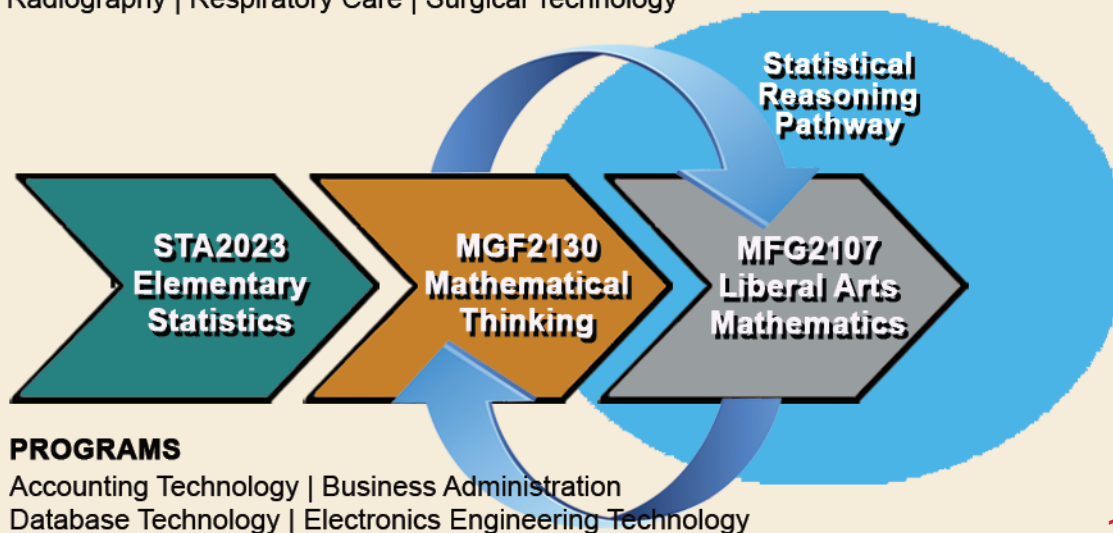 Radiography | Respiratory Care | Surgical Technology
Statistical
Reasoning
Pathway
STA2023
Elementary
Statistics
MGF2130
Mathematical
Thinking
MFG2107
Liberal Arts
Mathematics
PROGRAMS
Accounting Technology | Business Administration
Database Technology | Electronics Engineering Technology